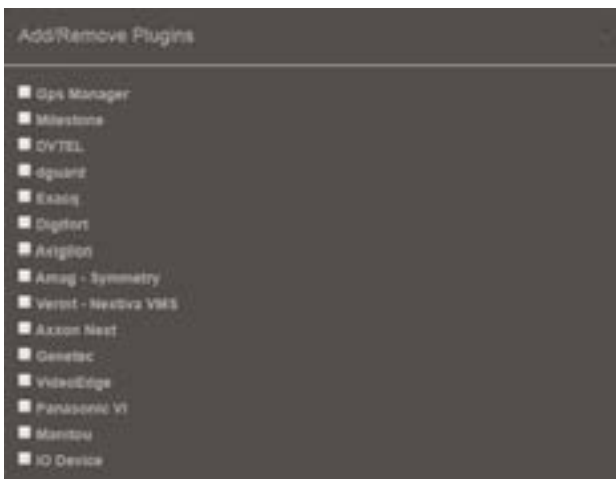 Add/Remove Plugins
Gps Manager
Milestone
DVTEL
dguard
Exacq
Digifort
Avigilon
Amag - Symmetry
Verint - Nextiva VMS
Axxon Next
Genetec
VideoEdge
Panasonic VI
Manitou
IO Device